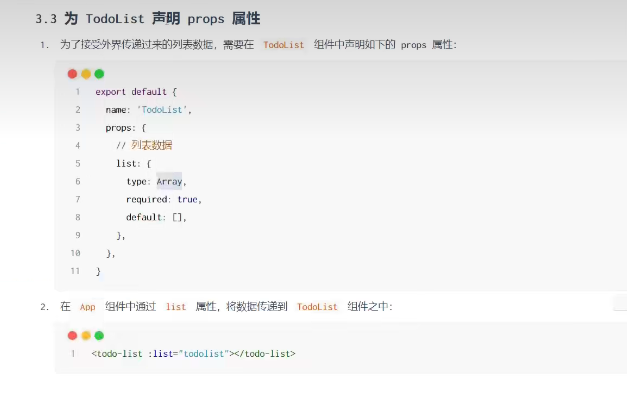 3.3 为 TodoList 声明 props 属性
1. 为了接受外界传递过来的列表数据，需要在 TodoList 组件中声明如下的 props 属性：
1 export default {
2 name: 'TodoList',
3 props: {
4 // 列表数据
5 list: {
6 type: Array,
7 required: true,
8 default: [],
9 },
10 },
11 }
2. 在 App 组件中通过 list 属性，将数据传递到 TodoList 组件之中：
1 <todo-list :list="todolist"></todo-list>